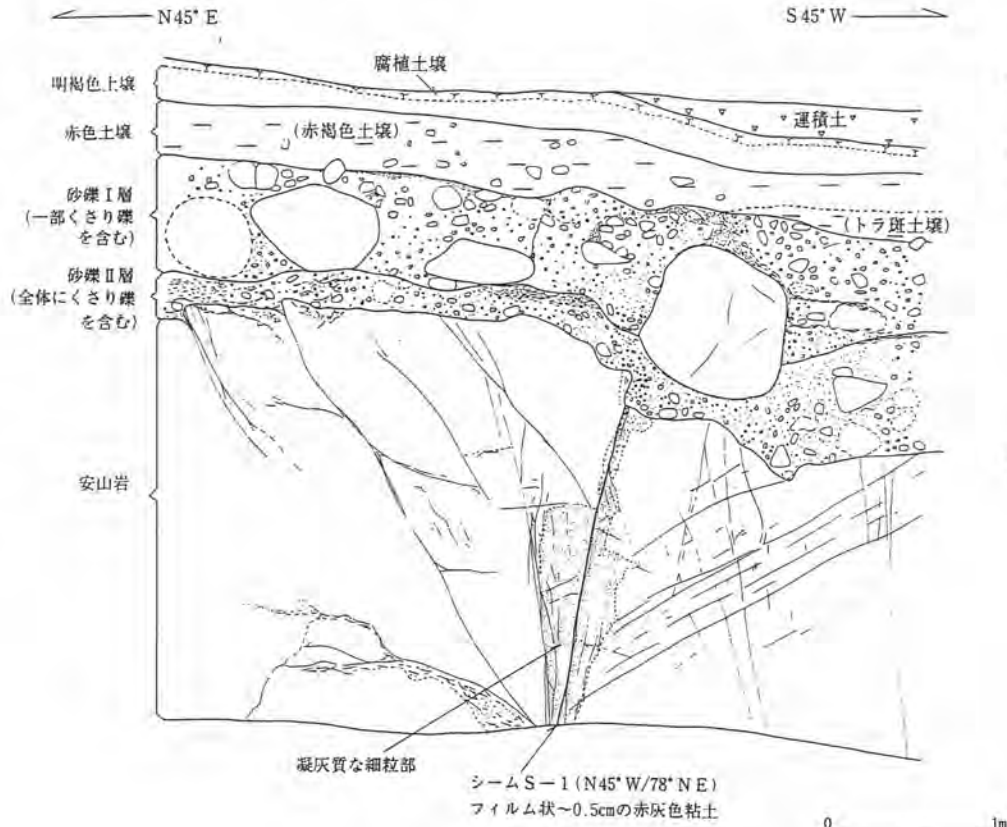 N45°E
S45°W
腐植土壌
明褐色土壌
運積土
赤色土壌
(赤褐色土壌)
砂礫Ⅰ層
(一部くさり礫
を含む)
(トラ斑土壌)
砂礫Ⅱ層
(全体にくさり礫
を含む)
安山岩
凝灰質な細粒部
シームS－1(N45°W/78°NE)
フィルム状～0.5cmの赤灰色粘土
0 1m